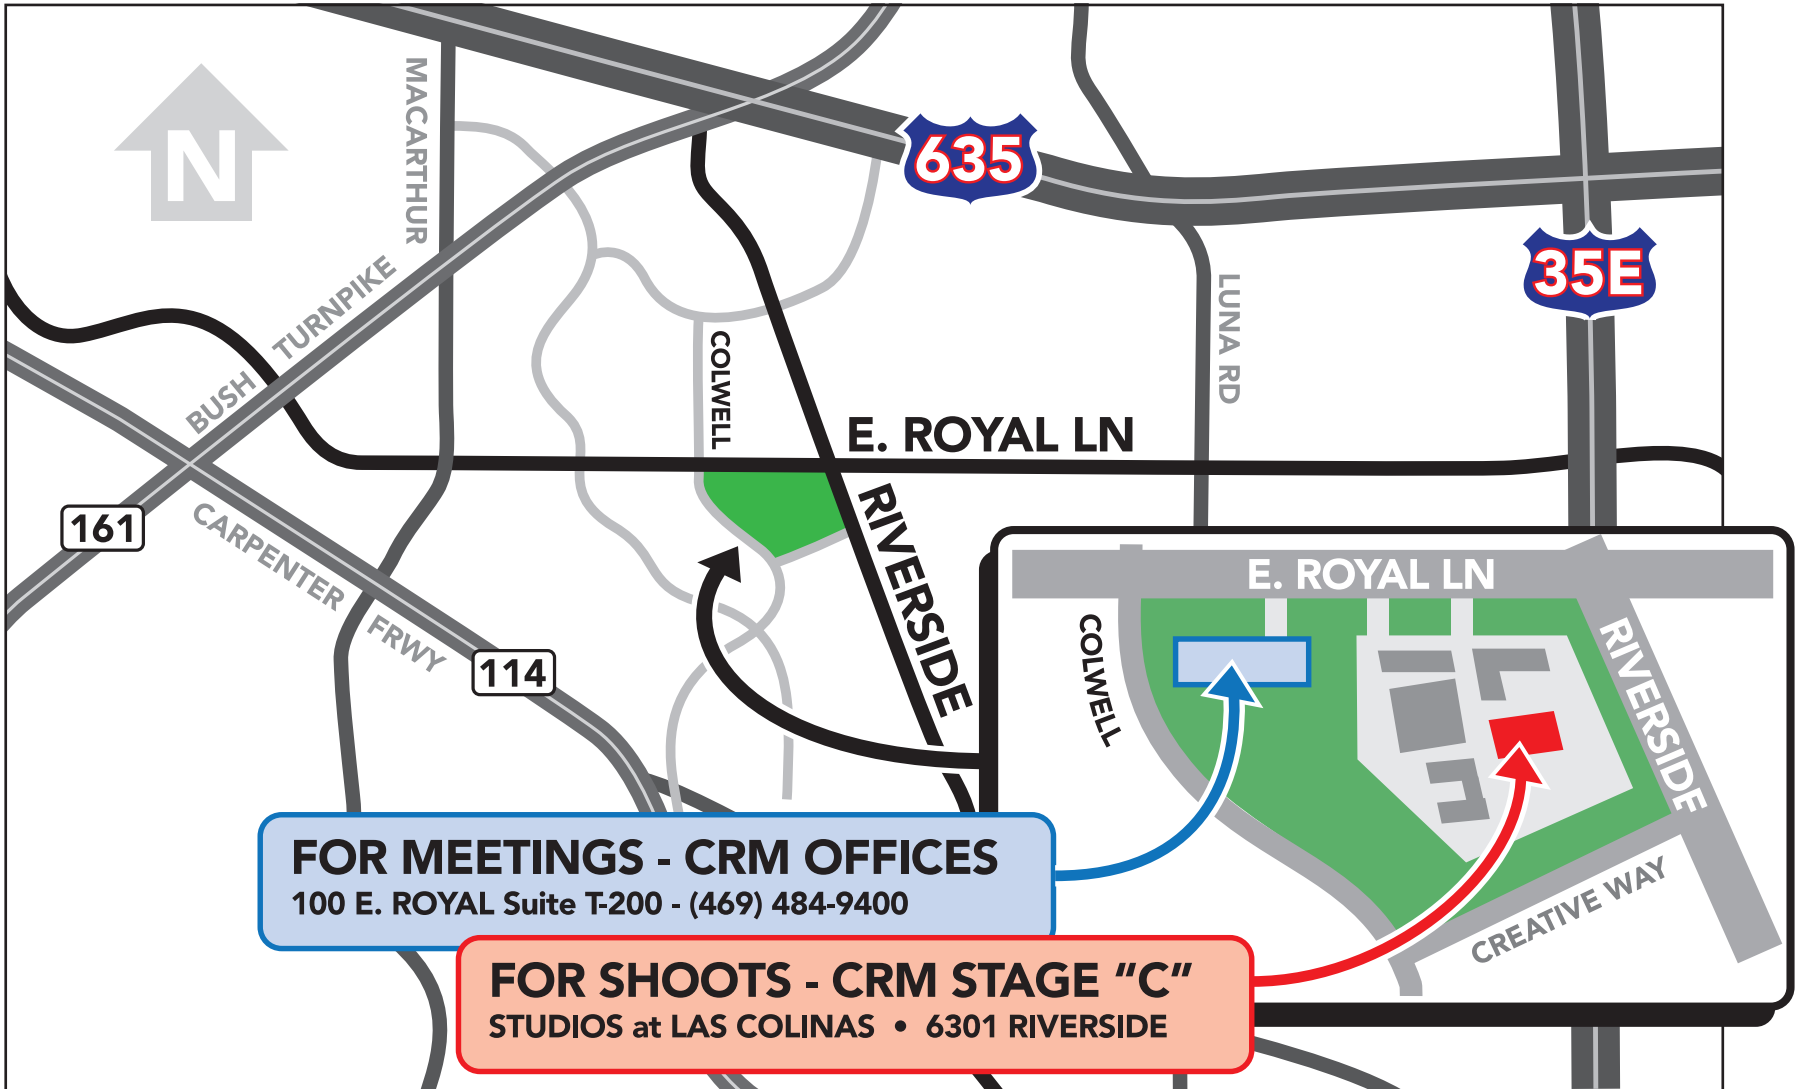 N
MACARTHUR
635
35E
BUSH TURNPIKE
LUNA RD
COLWELL
E. ROYAL LN
161
CARPENTER FRWY
RIVERSIDE
114
E. ROYAL LN
COLWELL
RIVERSIDE
CREATIVE WAY
FOR MEETINGS - CRM OFFICES
100 E. ROYAL Suite T-200 - (469) 484-9400
FOR SHOOTS - CRM STAGE “C”
STUDIOS at LAS COLINAS • 6301 RIVERSIDE